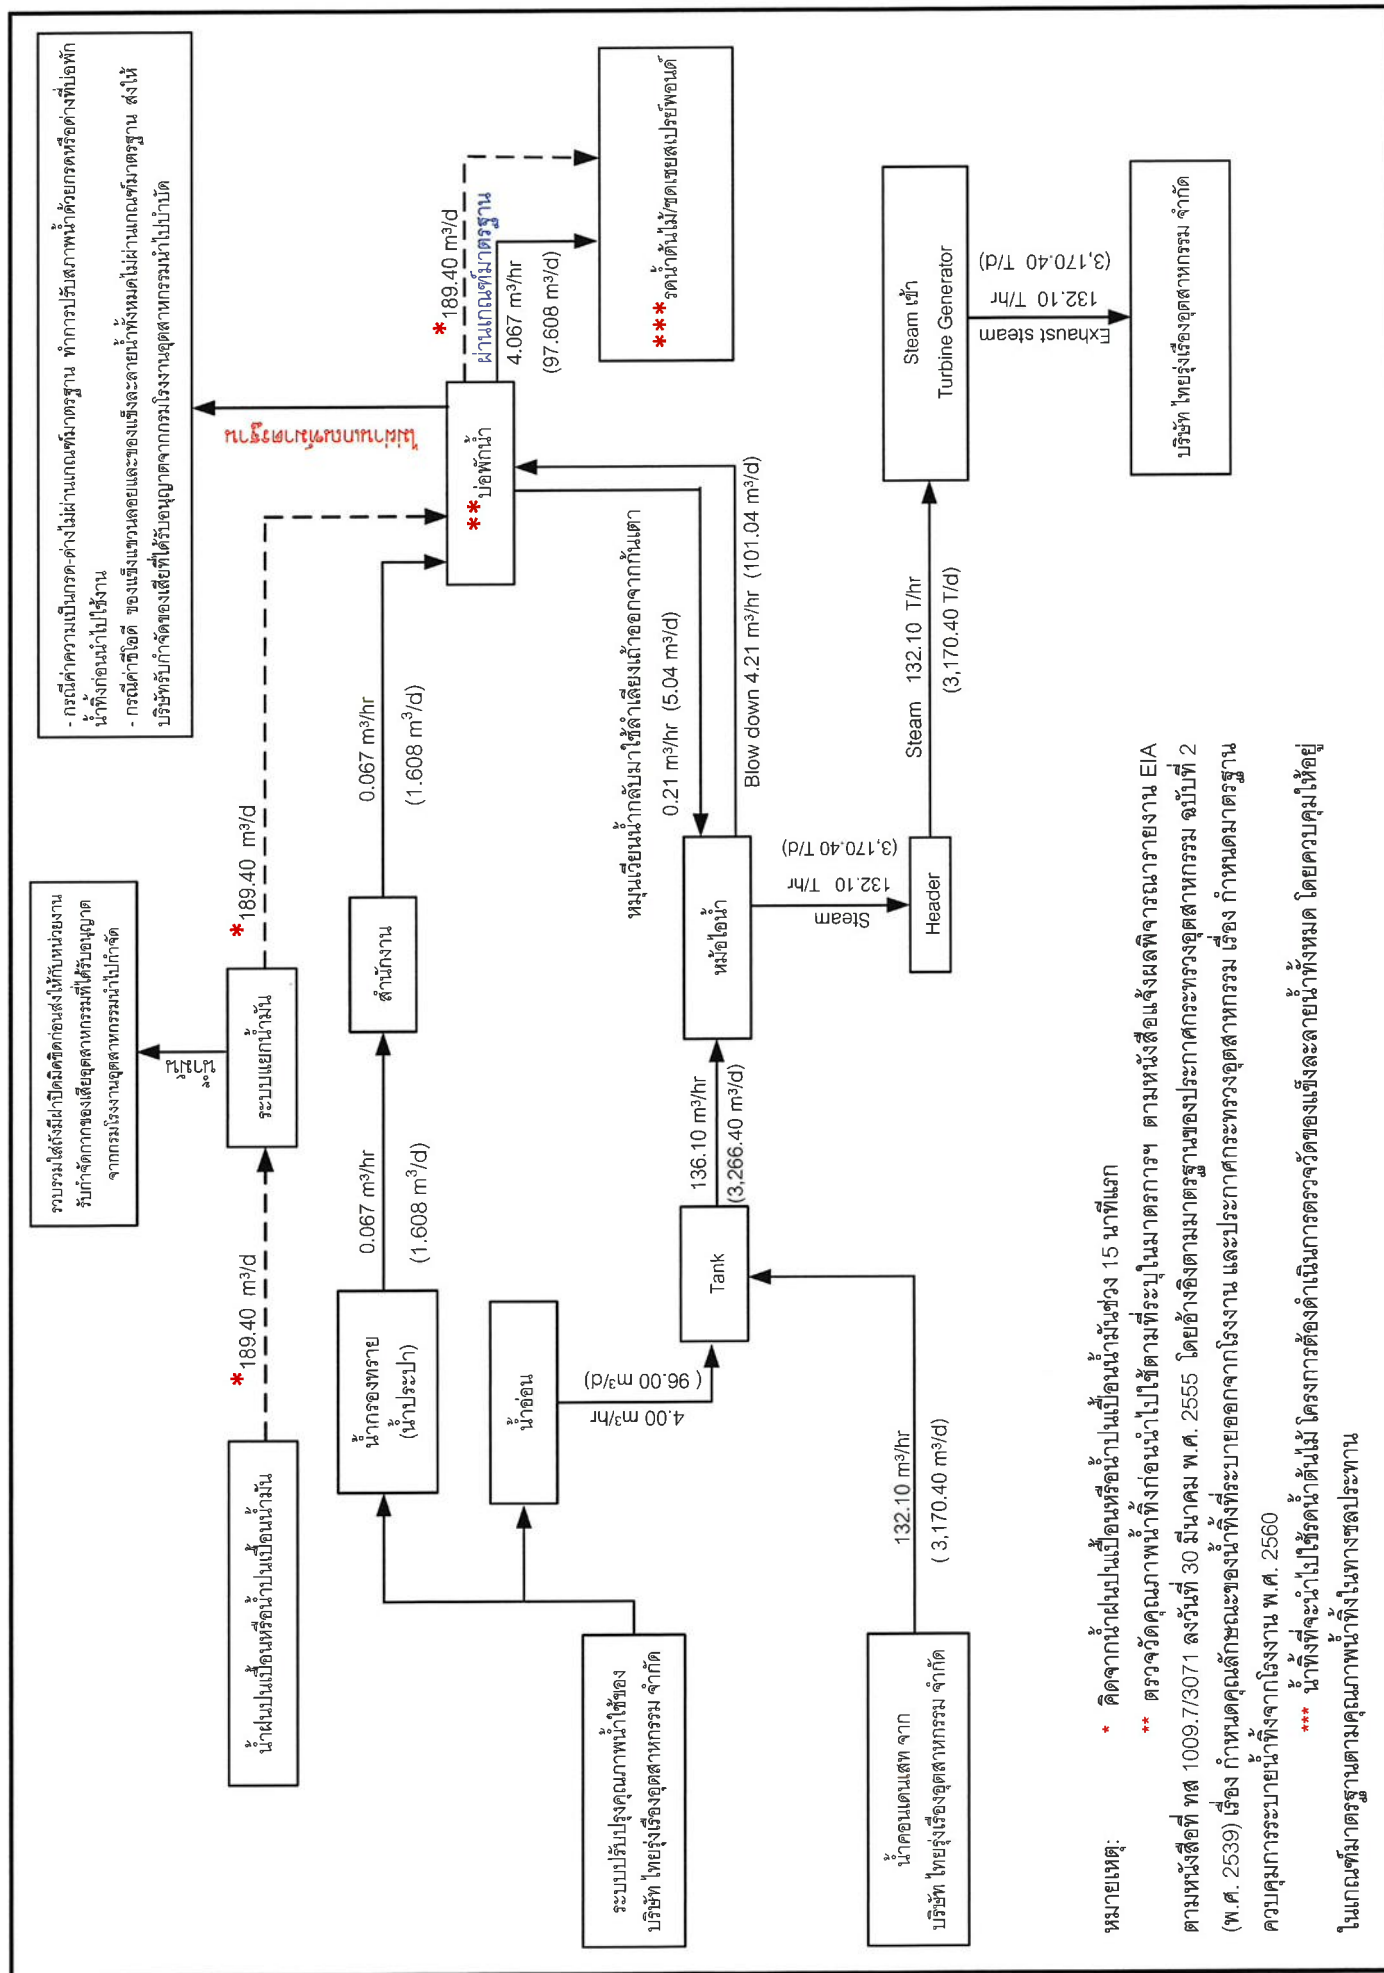 - กรณีค่าความเป็นกรด-ด่างไม่ผ่านเกณฑ์มาตรฐาน ทำการปรับสภาพน้ำด้วยกรดหรือด่างที่บ่อพัก
น้ำทิ้งก่อนนำไปใช้งาน
- กรณีค่าซีโอดี ของแข็งแขวนลอยและของแข็งละลายน้ำทั้งหมดไม่ผ่านเกณฑ์มาตรฐาน ส่งให้
บริษัทรับกำจัดของเสียที่ได้รับอนุญาตจากกรมโรงงานอุตสาหกรรมนำไปบำบัด
รวบรวมใส่ถังมีฝาปิดมิดชิดก่อนส่งให้กับหน่วยงาน
รับกำจัดกากของเสียอุตสาหกรรมที่ได้รับอนุญาต
จากกรมโรงงานอุตสาหกรรมนำไปกำจัด
น้ำมัน
น้ำฝนปนเปื้อนหรือน้ำปนเปื้อนน้ำมัน
*189.40 m³/d
ระบบแยกน้ำมัน
*189.40 m³/d
ไม่ผ่านเกณฑ์มาตรฐาน
น้ำกรองทราย
(น้ำประปา)
0.067 m³/hr
(1.608 m³/d)
สำนักงาน
0.067 m³/hr
(1.608 m³/d)
**บ่อพักน้ำ
*189.40 m³/d
ผ่านเกณฑ์มาตรฐาน
4.067 m³/hr
(97.608 m³/d)
***รดน้ำต้นไม้/ชดเชยสเปรย์พอนด์
น้ำอ่อน
4.00 m³/hr
( 96.00 m³/d)
ระบบปรับปรุงคุณภาพน้ำใช้ของ
บริษัท ไทยรุ่งเรืองอุตสาหกรรม จำกัด
Tank
136.10 m³/hr
(3,266.40 m³/d)
หม้อไอน้ำ
หมุนเวียนน้ำกลับมาใช้ลำเลียงเถ้าออกจากก้นเตา
0.21 m³/hr (5.04 m³/d)
Blow down 4.21 m³/hr (101.04 m³/d)
น้ำคอนเดนเสท จาก
บริษัท ไทยรุ่งเรืองอุตสาหกรรม จำกัด
132.10 m³/hr
( 3,170.40 m³/d)
Steam
132.10 T/hr
(3,170.40 T/d)
Header
Steam 132.10 T/hr
(3,170.40 T/d)
Steam เข้า
Turbine Generator
Exhaust steam
132.10 T/hr
(3,170.40 T/d)
บริษัท ไทยรุ่งเรืองอุตสาหกรรม จำกัด
หมายเหตุ: * คิดจากน้ำฝนปนเปื้อนหรือน้ำปนเปื้อนน้ำมันช่วง 15 นาทีแรก
** ตรวจวัดคุณภาพน้ำทิ้งก่อนนำไปใช้ตามที่ระบุในมาตรการฯ ตามหนังสือแจ้งผลพิจารณารายงาน EIA
ตามหนังสือที่ ทส 1009.7/3071 ลงวันที่ 30 มีนาคม พ.ศ. 2555 โดยอ้างอิงตามมาตรฐานของประกาศกระทรวงอุตสาหกรรม ฉบับที่ 2
(พ.ศ. 2539) เรื่อง กำหนดคุณลักษณะของน้ำทิ้งที่ระบายออกจากโรงงาน และประกาศกระทรวงอุตสาหกรรม เรื่อง กำหนดมาตรฐาน
ควบคุมการระบายน้ำทิ้งจากโรงงาน พ.ศ. 2560
*** น้ำทิ้งที่จะนำไปใช้รดน้ำต้นไม้ โครงการต้องดำเนินการตรวจวัดของแข็งละลายน้ำทั้งหมด โดยควบคุมให้อยู่
ในเกณฑ์มาตรฐานตามคุณภาพน้ำทิ้งในทางชลประทาน